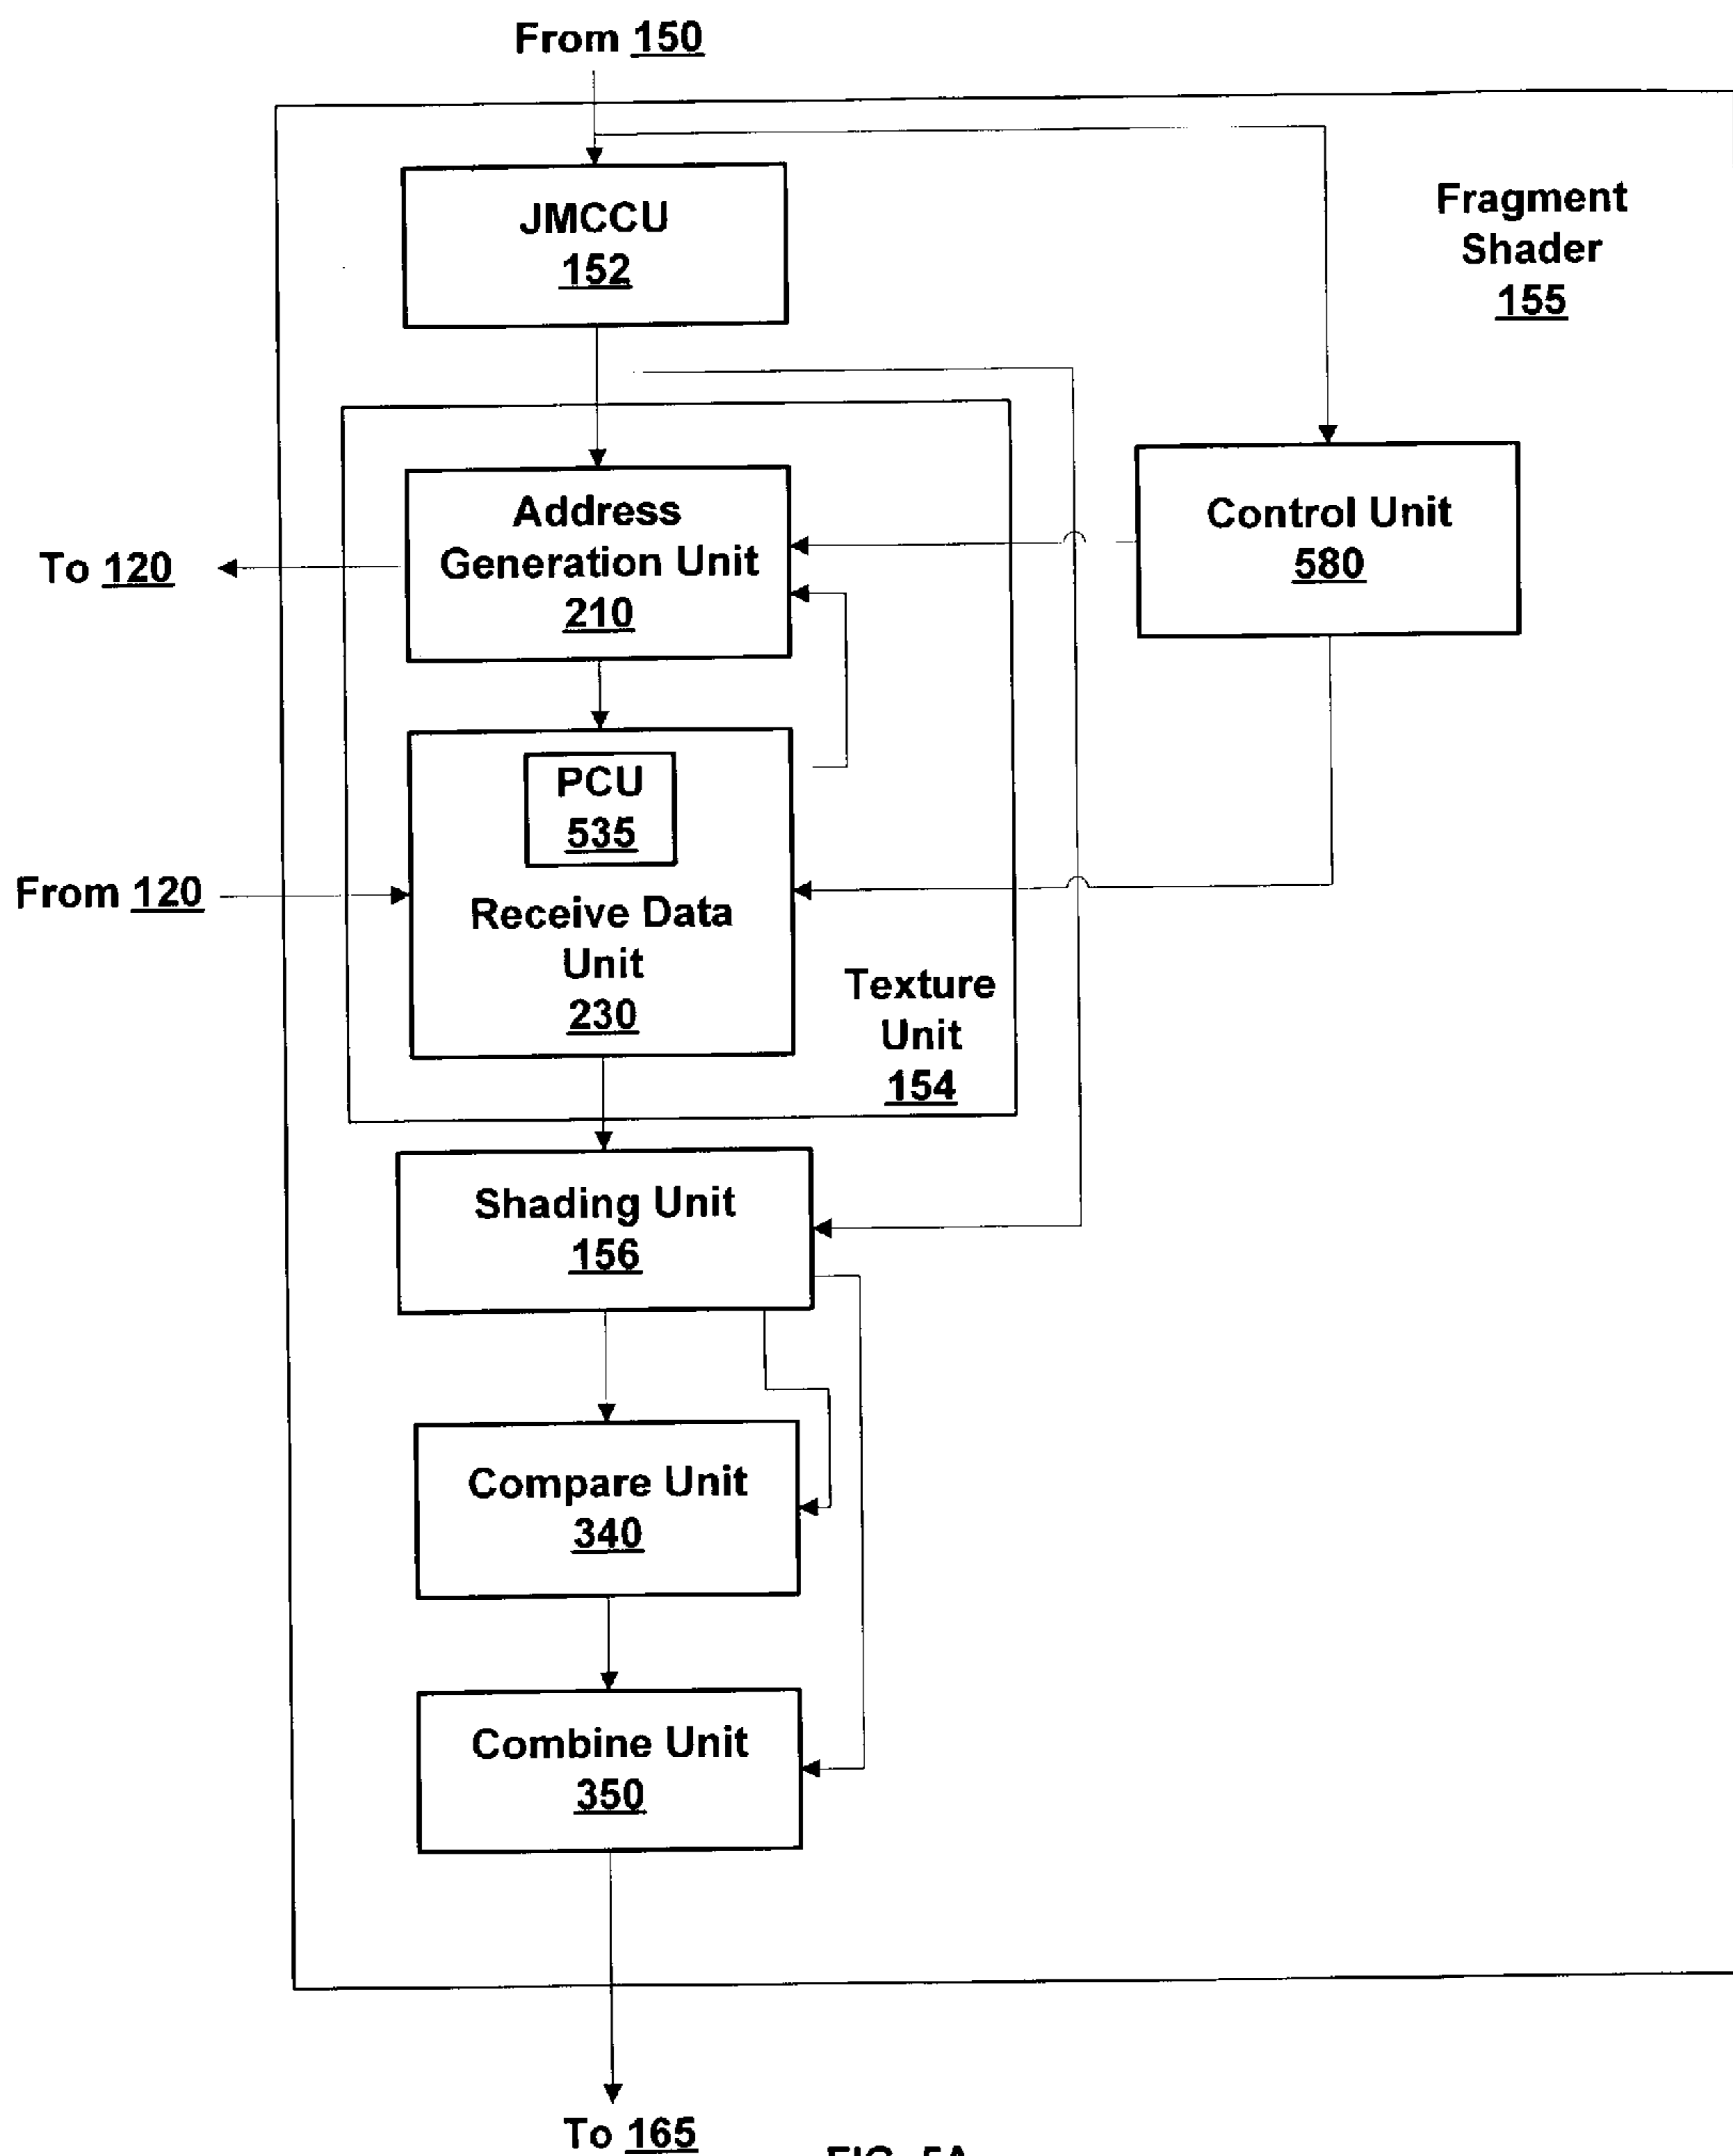 From 150
JMCCU
152
Fragment
Shader
155
Address
Generation Unit
210
Control Unit
580
To 120
PCU
535
From 120
Receive Data
Unit
230
Texture
Unit
154
Shading Unit
156
Compare Unit
340
Combine Unit
350
To 165
FIG. 5A